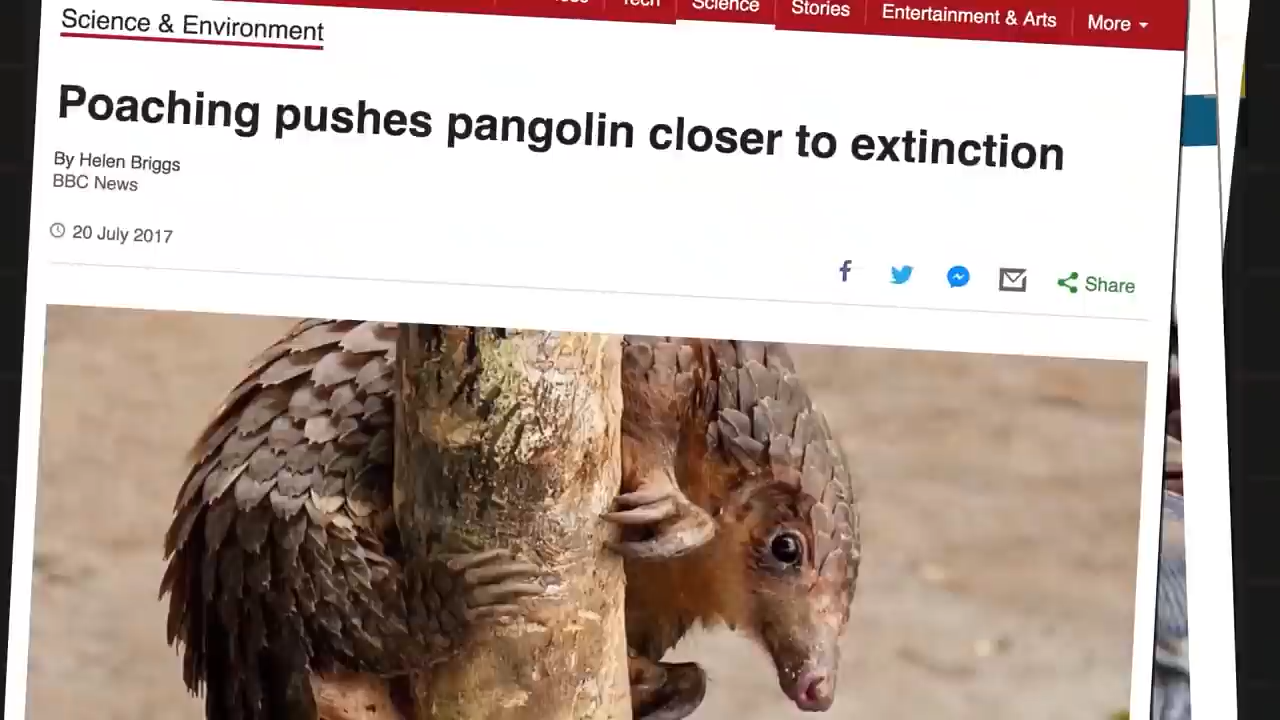 Tech Science Stories Entertainment & Arts More
Science & Environment
Poaching pushes pangolin closer to extinction
By Helen Briggs
BBC News
20 July 2017
Share